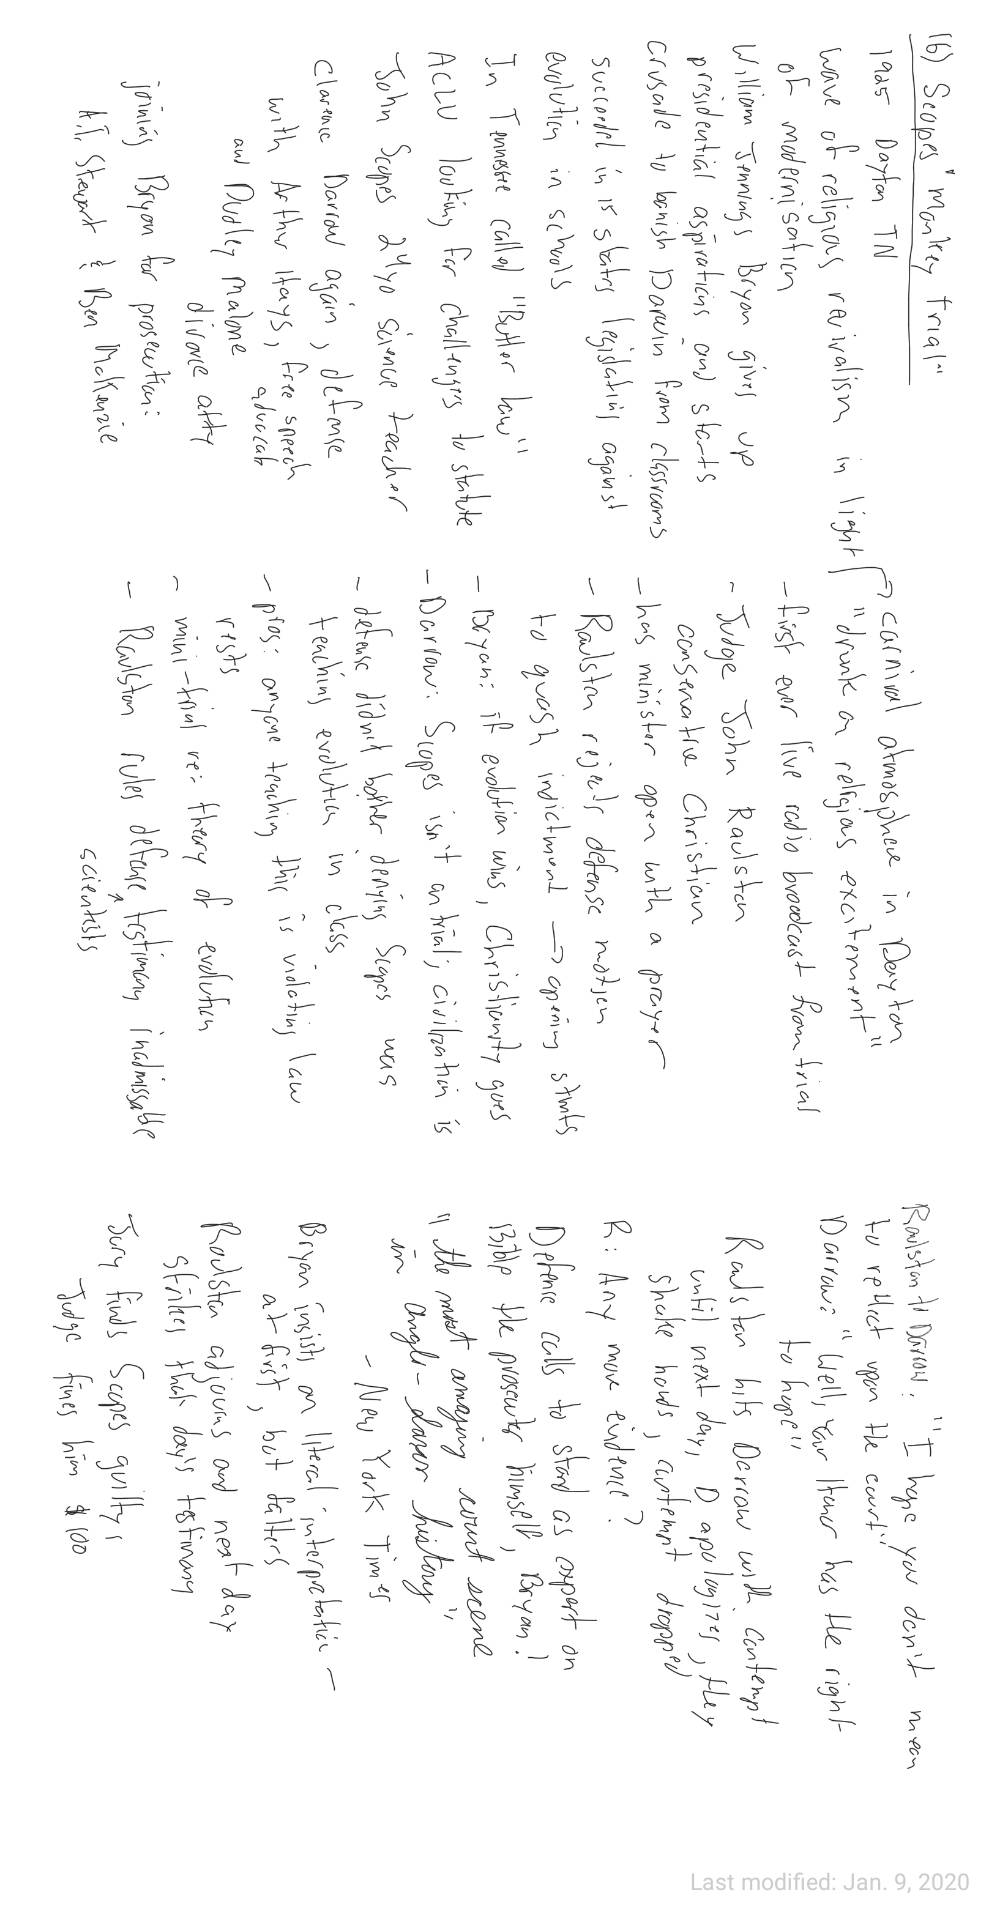 16) Scopes "Monkey trial"
1925 Dayton TN
wave of religious revivalism in light
of modernisation
William Jennings Bryan gives up
presidential aspirations and starts
crusade to banish Darwin from classrooms
succeeded in 15 states legislating against
evolution in schools
In Tennessee called "Butler Law"
ACLU looking for challengers to statute
John Scopes 24yo science teacher
Clarence Darrow again, defense
with Arthur Hays, free speech
advocate
and Dudley Malone
divorce atty
joining Bryan for prosecution:
A.T. Stewart & Ben McKenzie
→ carnival atmosphere in Dayton
"drunk on religious excitement"
- first ever live radio broadcast from trial
- Judge John Raulston
conservative Christian
- has minister open with a prayer
- Raulston rejects defense motion
to quash indictment → opening stmts
- Bryan: if evolution wins, Christianity goes
- Darrow: Scopes isn't on trial; civilization is
- defense didn't bother denying Scopes was
teaching evolution in class
- pros: anyone teaching this is violating law
rests
- mini-trial re: theory of evolution
- Raulston rules defense testimony inadmissable
scientists
Raulston to Darrow: "I hope you don't mean
to reflect upon the court"
Darrow: "Well, Your Honor has the right
to hope"
Raulston hits Darrow with contempt
until next day, D apologizes, they
shake hands, contempt dropped
R: Any more evidence?
Defense calls to stand as expert on
Bible the prosecutor himself, Bryan!
"the most amazing court scene
in Anglo-Saxon history"
- New York Times
Bryan insists on literal interpretation -
at first, but falters
Raulston adjourns and next day
strikes that day's testimony
Jury finds Scopes guilty,
Judge fines him $100
Last modified: Jan. 9, 2020